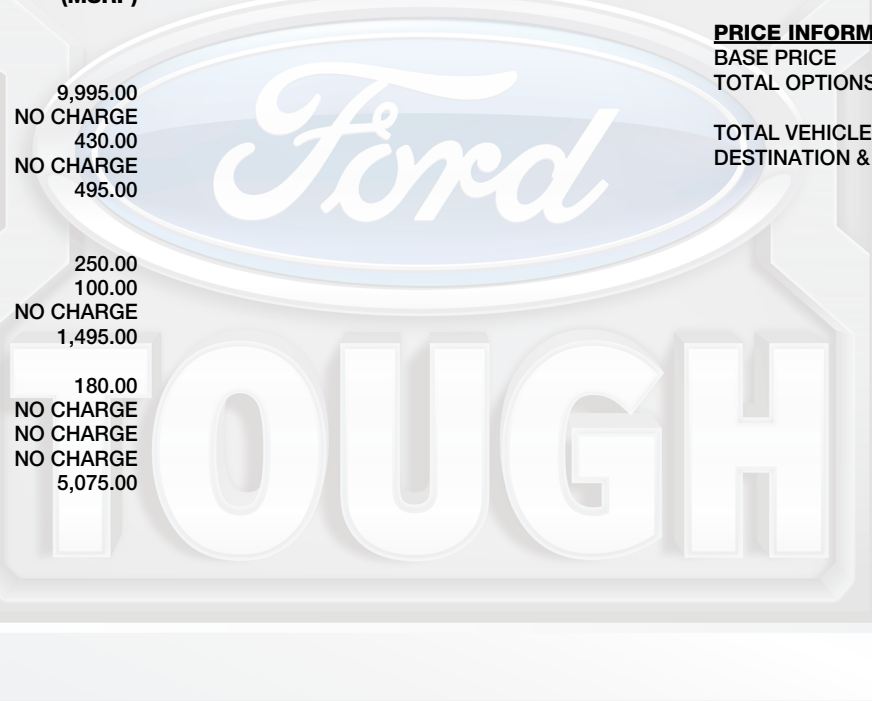 (MSRP)
9,995.00
NO CHARGE
430.00
NO CHARGE
495.00
250.00
100.00
NO CHARGE
1,495.00
180.00
NO CHARGE
NO CHARGE
NO CHARGE
5,075.00
PRICE INFORM
BASE PRICE
TOTAL OPTIONS
TOTAL VEHICLE
DESTINATION &
Ford
TOUGH